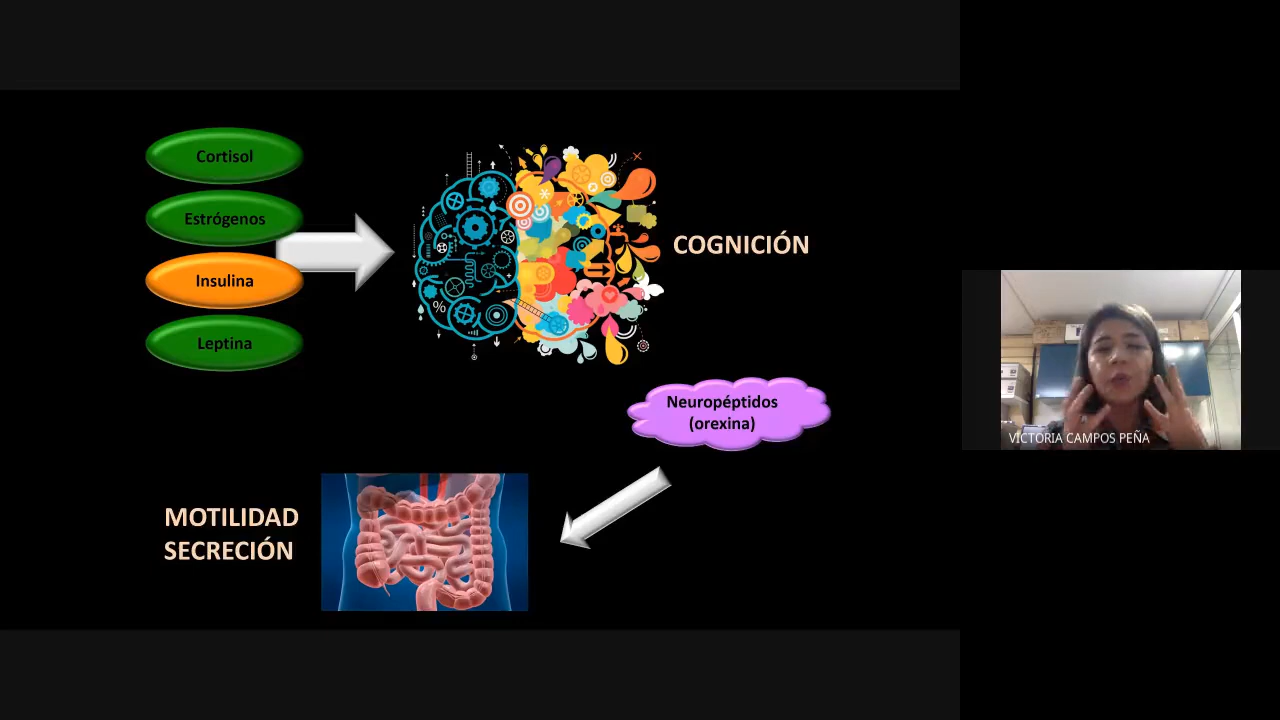 Cortisol
Estrógenos
Insulina
Leptina
COGNICIÓN
%
Neuropéptidos
(orexina)
MOTILIDAD
SECRECIÓN
VICTORIA CAMPOS PEÑA